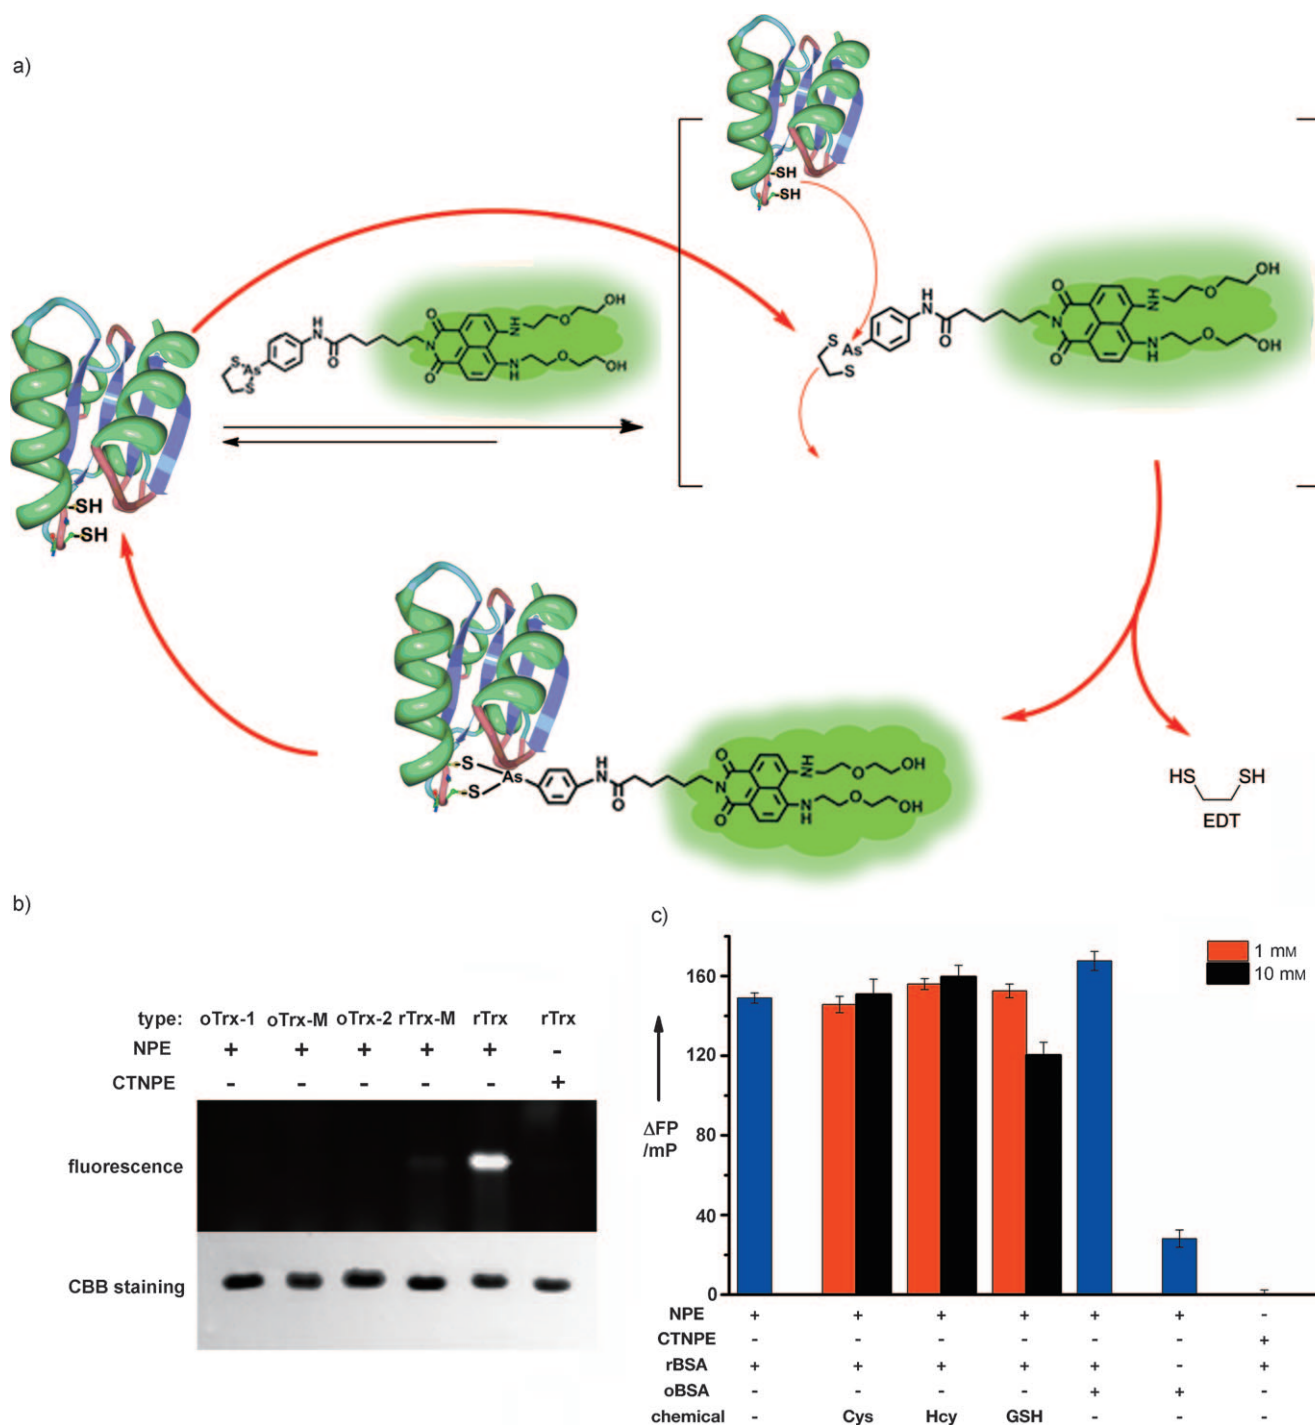 a)
SH
SH
S
As
S
H
N
O
O
N
O
N
H
O
OH
N
H
O
OH
S
As
S
H
N
O
O
N
O
N
H
O
OH
N
H
O
OH
SH
SH
S
As
S
H
N
O
O
N
O
N
H
O
OH
N
H
O
OH
HS
SH
EDT
b)
type: oTrx-1 oTrx-M oTrx-2 rTrx-M rTrx rTrx
NPE + + + + + -
CTNPE - - - - - +
fluorescence
CBB staining
c)
1 mM
10 mM
ΔFP
/mP
160
120
80
40
0
NPE + + + + + + -
CTNPE - - - - - - +
rBSA + + + + + - +
oBSA - - - - + + -
chemical - Cys Hcy GSH - - -